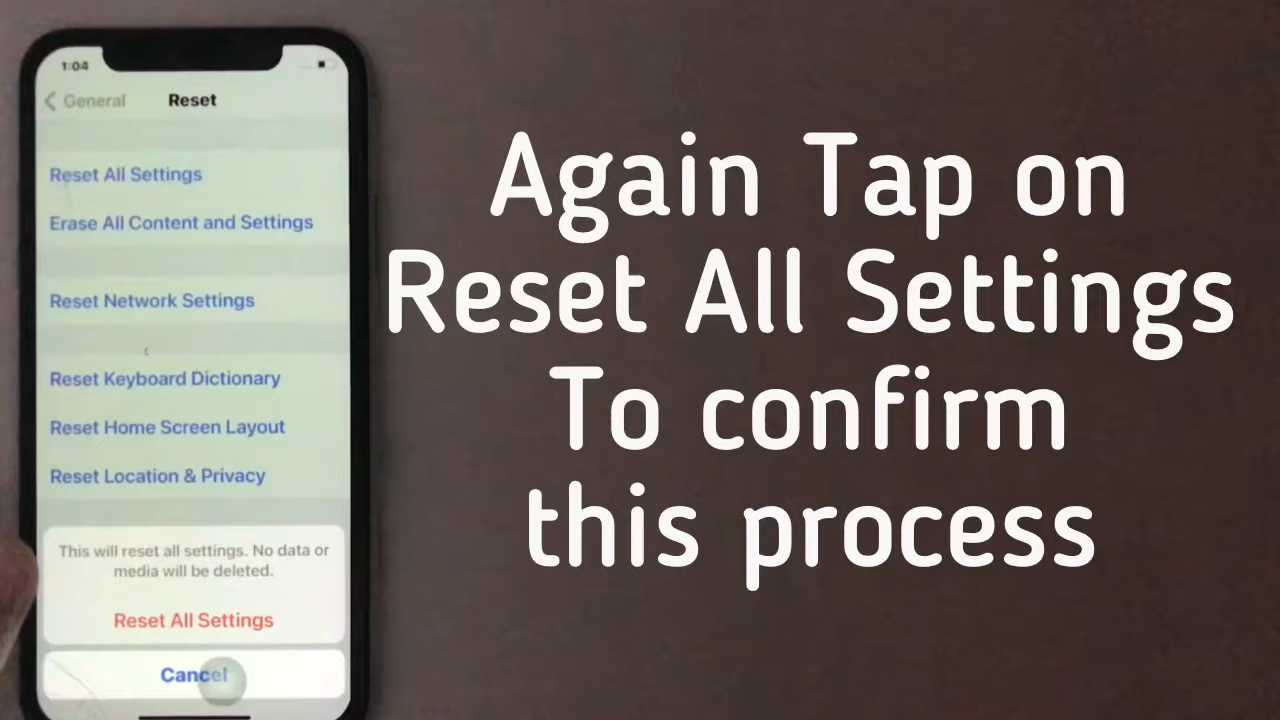 1:04
General Reset
Reset All Settings
Erase All Content and Settings
Reset Network Settings
Reset Keyboard Dictionary
Reset Home Screen Layout
Reset Location & Privacy
This will reset all settings. No data or
media will be deleted.
Reset All Settings
Cancel
Again Tap on
Reset All Settings
To confirm
this process